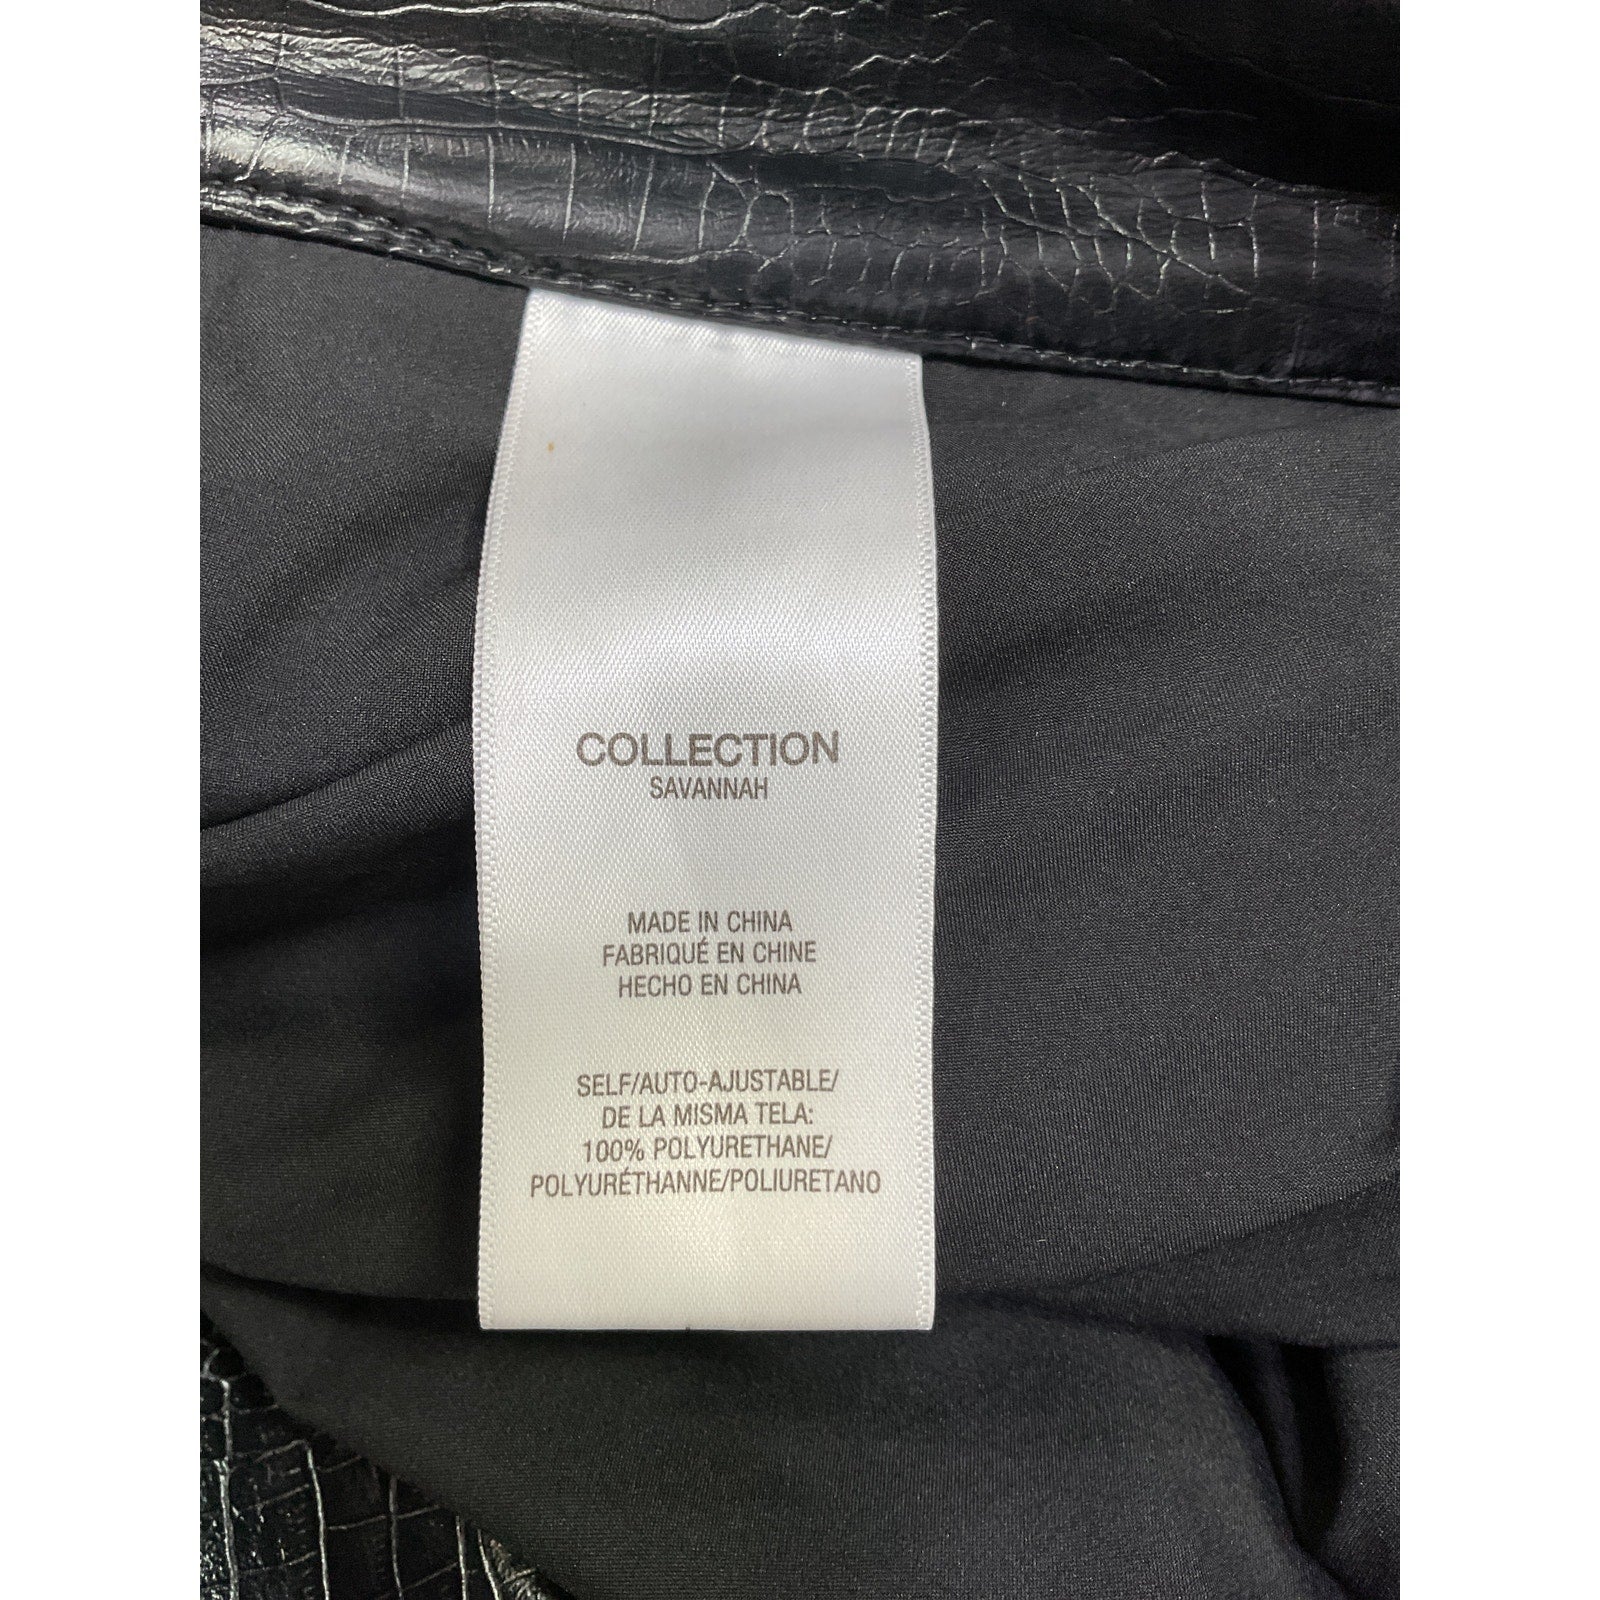 COLLECTION
SAVANNAH
MADE IN CHINA
FABRIQUÉ EN CHINE
HECHO EN CHINA
SELF/AUTO-AJUSTABLE/
DE LA MISMA TELA:
100% POLYURETHANE/
POLYURÉTHANNE/POLIURETANO